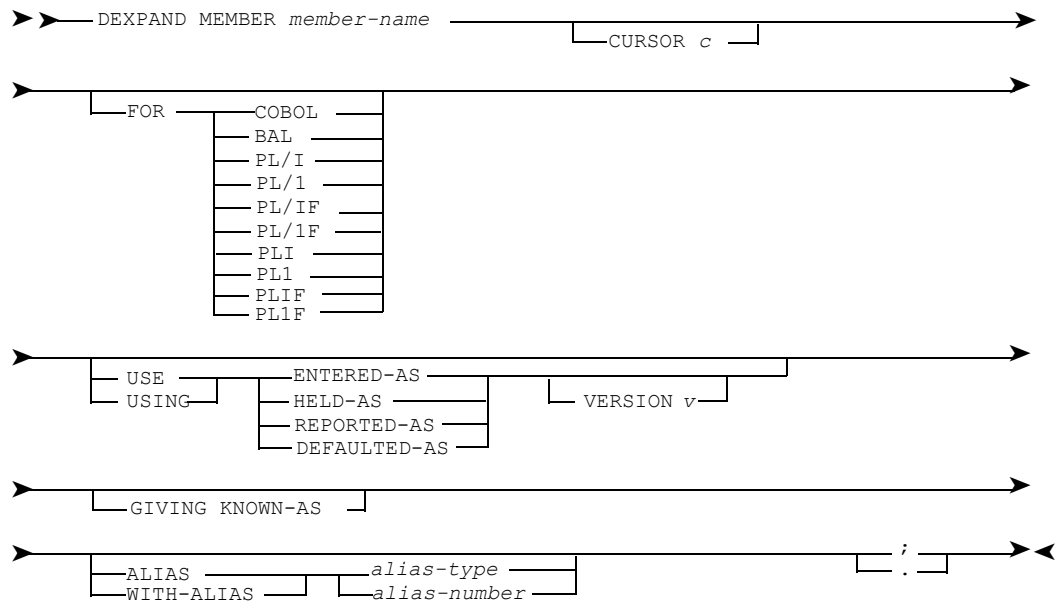 DEXPAND MEMBER member-name
CURSOR c
FOR COBOL
BAL
PL/I
PL/1
PL/IF
PL/1F
PLI
PL1
PLIF
PL1F
USE ENTERED-AS
USING HELD-AS VERSION v
REPORTED-AS
DEFAULTED-AS
GIVING KNOWN-AS
ALIAS alias-type ;
WITH-ALIAS alias-number .